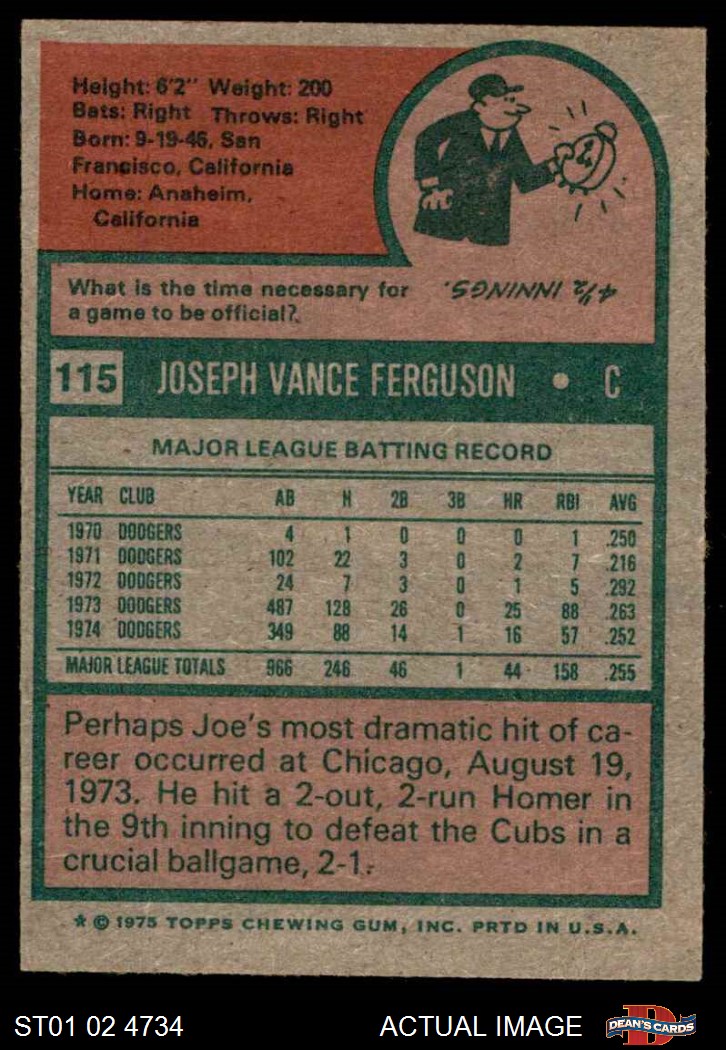 Height: 6'2" Weight: 200
Bats: Right Throws: Right
Born: 9-19-46, San
Francisco, California
Home: Anaheim,
California
What is the time necessary for
a game to be official?
4½ INNINGS.
115 JOSEPH VANCE FERGUSON • C
MAJOR LEAGUE BATTING RECORD
YEAR CLUB AB H 2B 3B HR RBI AVG
1970 DODGERS 4 1 0 0 0 1 .250
1971 DODGERS 102 22 3 0 2 7 .216
1972 DODGERS 24 7 3 0 1 5 .292
1973 DODGERS 487 128 26 0 25 88 .263
1974 DODGERS 349 88 14 1 16 57 .252
MAJOR LEAGUE TOTALS 966 246 46 1 44 158 .255
Perhaps Joe's most dramatic hit of ca-
reer occurred at Chicago, August 19,
1973. He hit a 2-out, 2-run Homer in
the 9th inning to defeat the Cubs in a
crucial ballgame, 2-1.
* © 1975 TOPPS CHEWING GUM, INC. PRTD IN U.S.A.
ST01 02 4734 ACTUAL IMAGE D DEAN'S CARDS